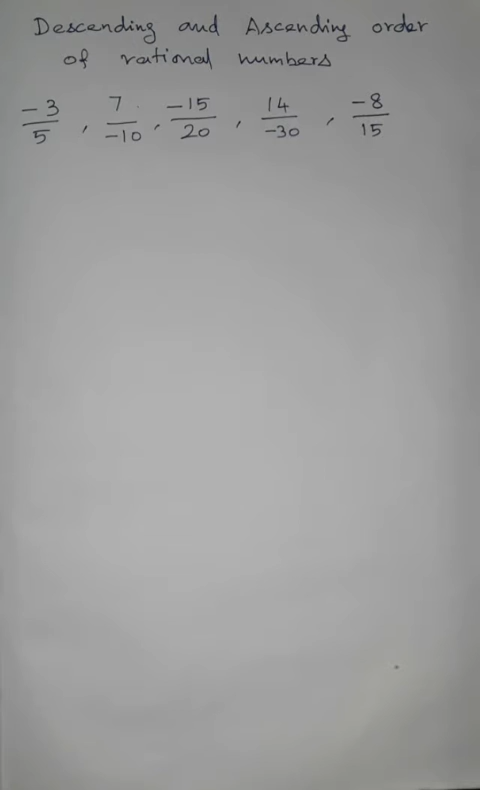 Descending and Ascending order
of rational numbers
-3/5 , 7/-10 , -15/20 , 14/-30 , -8/15